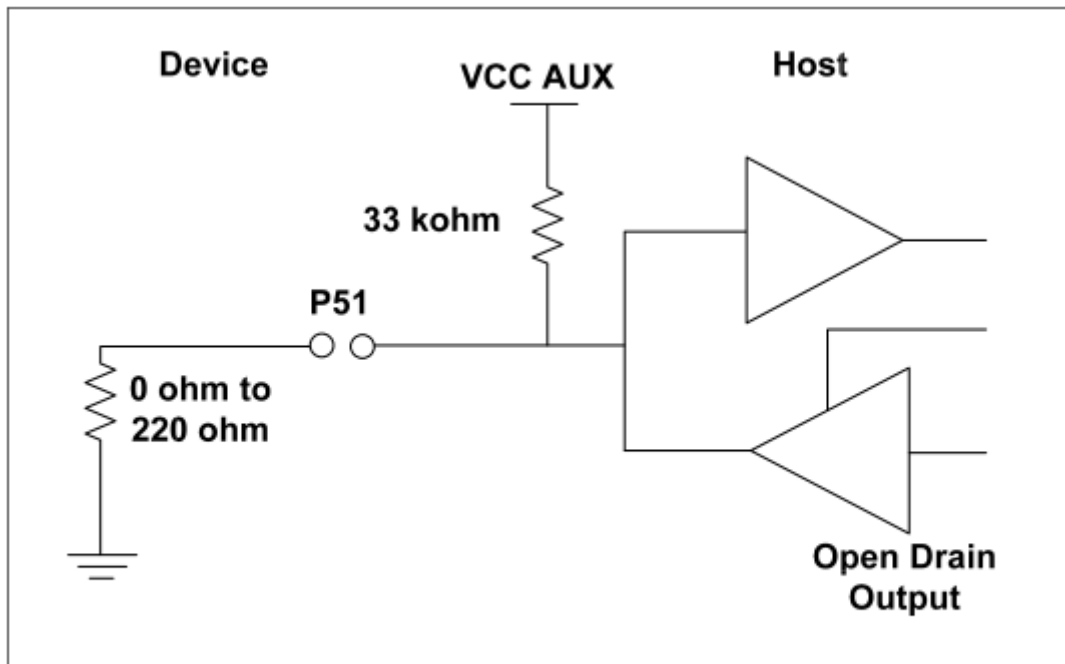 Device
VCC AUX
Host
33 kohm
P51
0 ohm to
220 ohm
Open Drain
Output